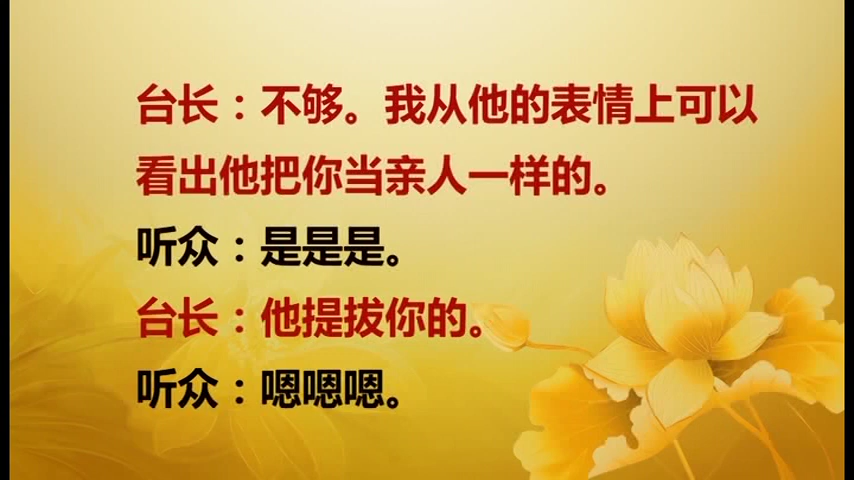 台长：不够。我从他的表情上可以
看出他把你当亲人一样的。
听众：是是是。
台长：他提拔你的。
听众：嗯嗯嗯。